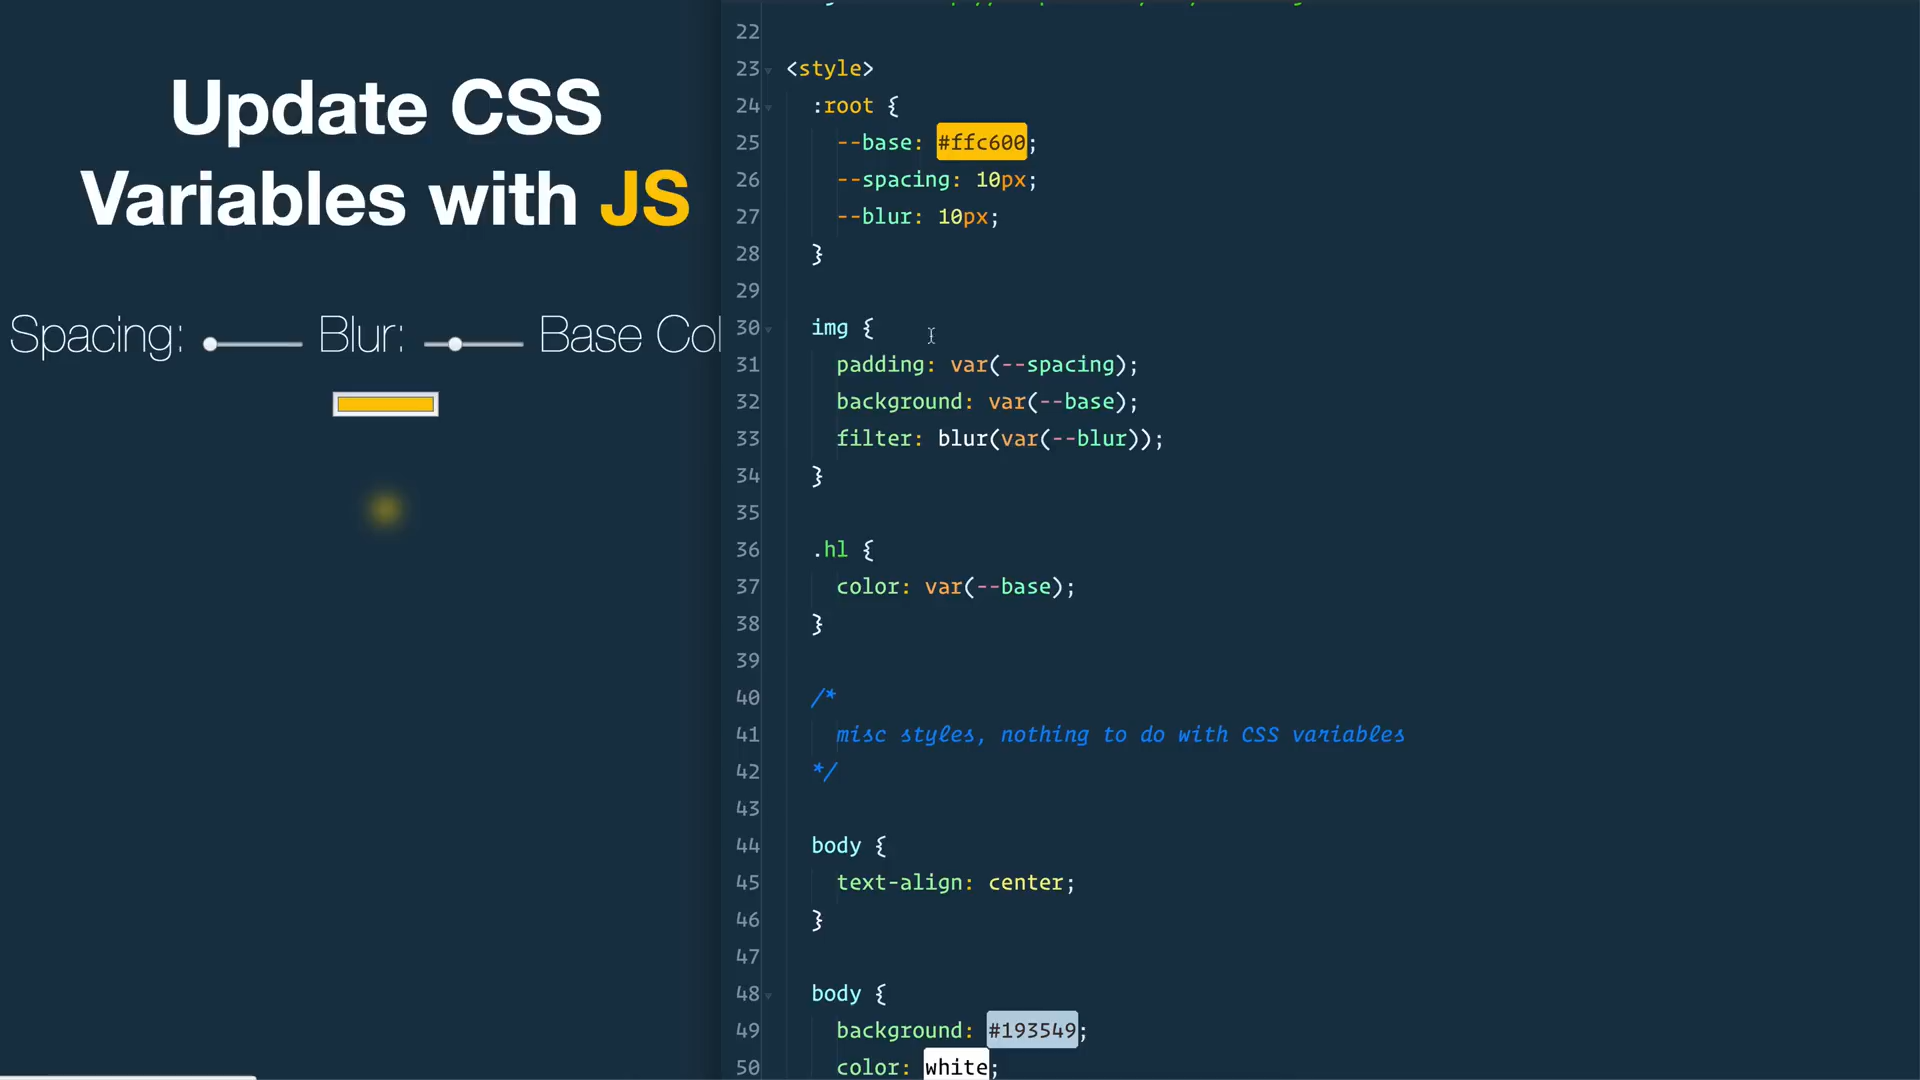 Update CSS
Variables with JS
Spacing: Blur: Base Col
22
23 <style>
24 :root {
25 --base: #ffc600;
26 --spacing: 10px;
27 --blur: 10px;
28 }
29
30 img {
31 padding: var(--spacing);
32 background: var(--base);
33 filter: blur(var(--blur));
34 }
35
36 .hl {
37 color: var(--base);
38 }
39
40 /*
41 misc styles, nothing to do with CSS variables
42 */
43
44 body {
45 text-align: center;
46 }
47
48 body {
49 background: #193549;
50 color: white;